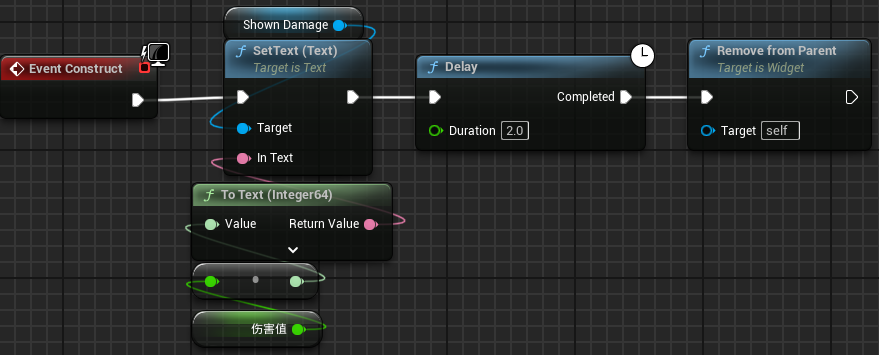 Shown Damage
Event Construct
SetText (Text)
Target is Text
Target
In Text
Delay
Completed
Duration 2.0
Remove from Parent
Target is Widget
Target self
To Text (Integer64)
Value Return Value
伤害值